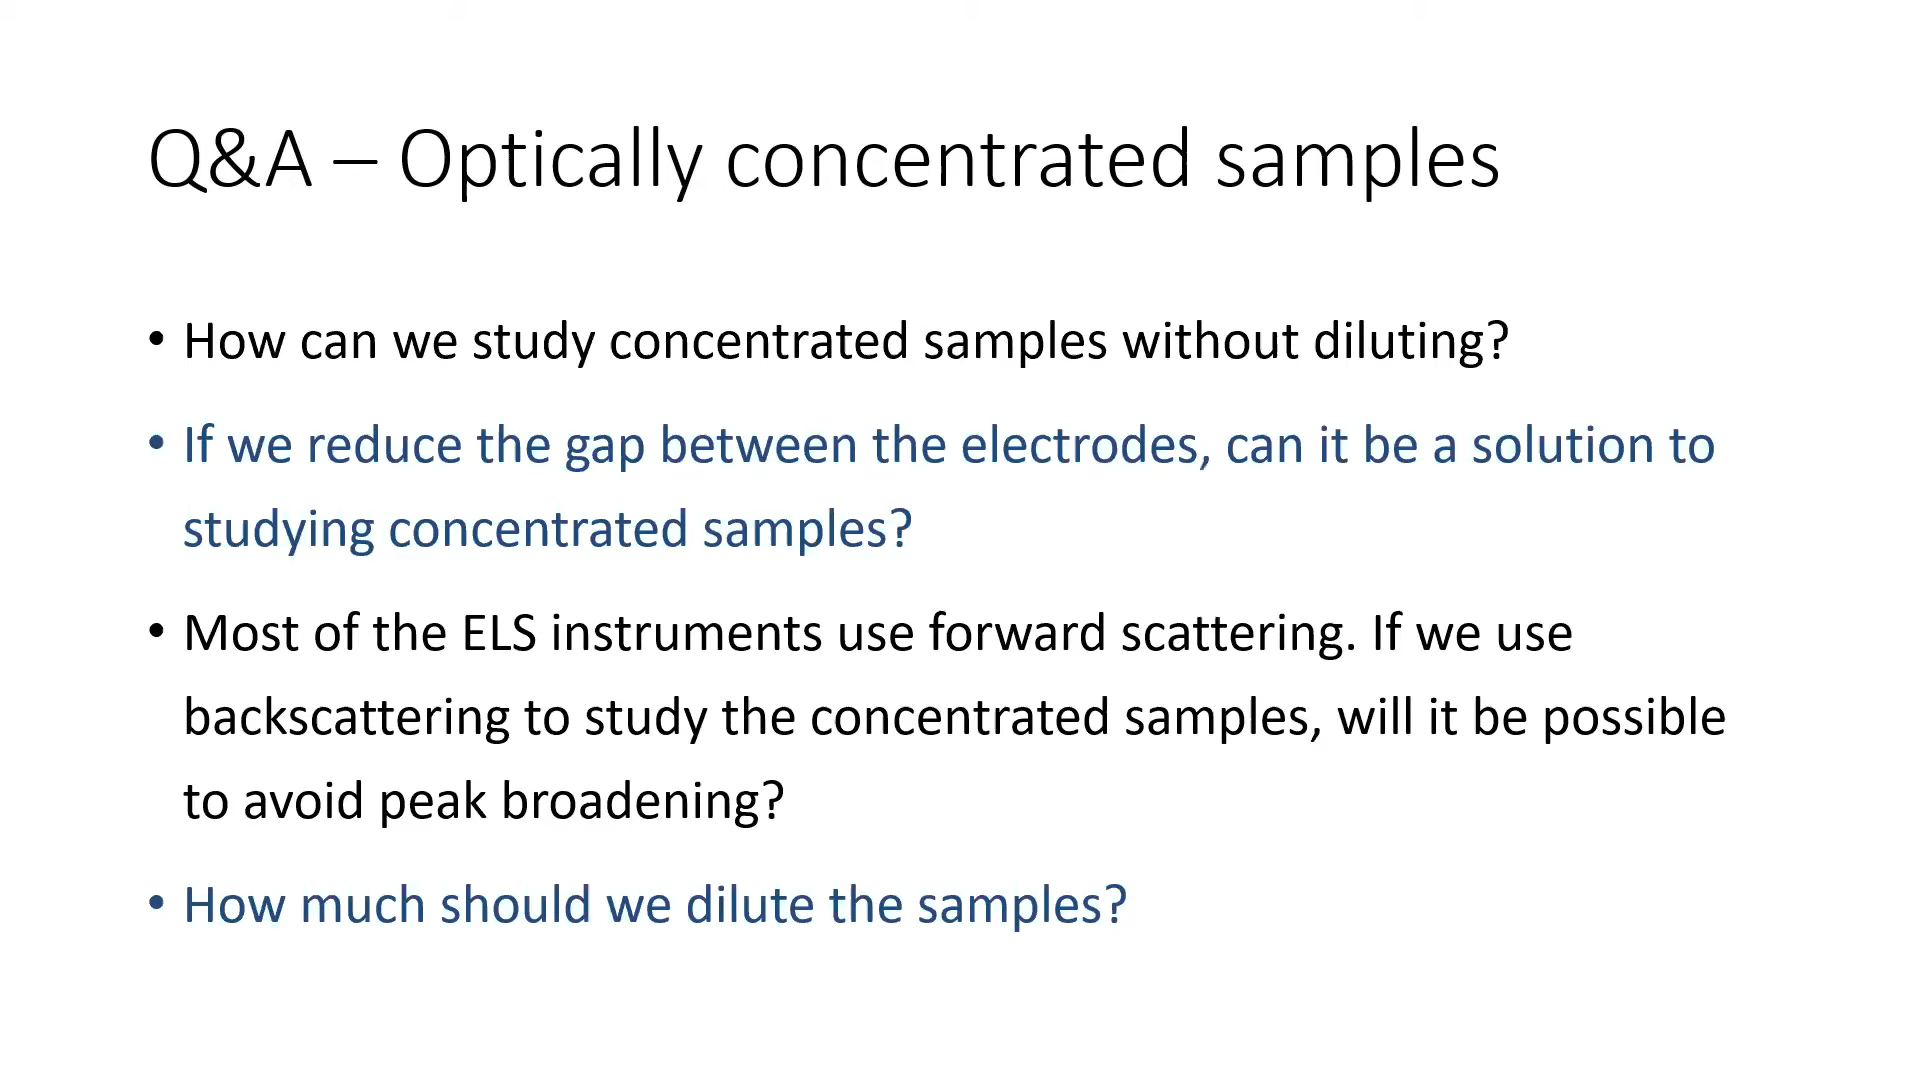 Q&A – Optically concentrated samples
• How can we study concentrated samples without diluting?
• If we reduce the gap between the electrodes, can it be a solution to
studying concentrated samples?
• Most of the ELS instruments use forward scattering. If we use
backscattering to study the concentrated samples, will it be possible
to avoid peak broadening?
• How much should we dilute the samples?